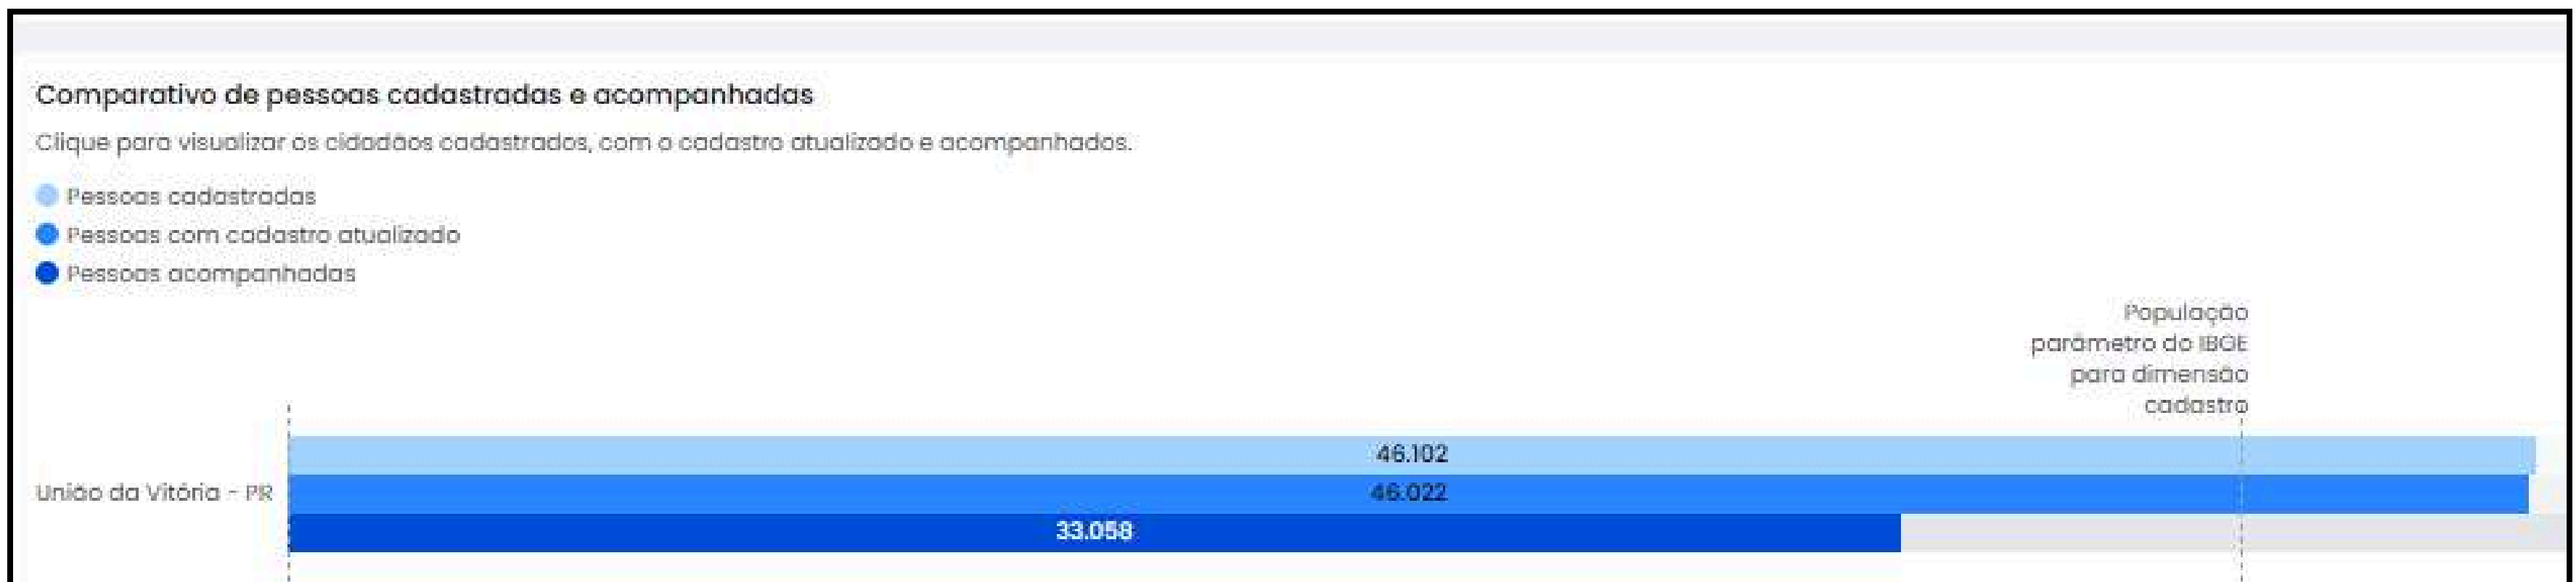 Comparativo de pessoas cadastradas e acompanhadas
Clique para visualizar os cidadãos cadastrados, com o cadastro atualizado e acompanhados.
Pessoas cadastradas
Pessoas com cadastro atualizado
Pessoas acompanhadas
População
parâmetro do IBGE
para dimensão
cadastro
46.102
União da Vitória - PR
46.022
33.058